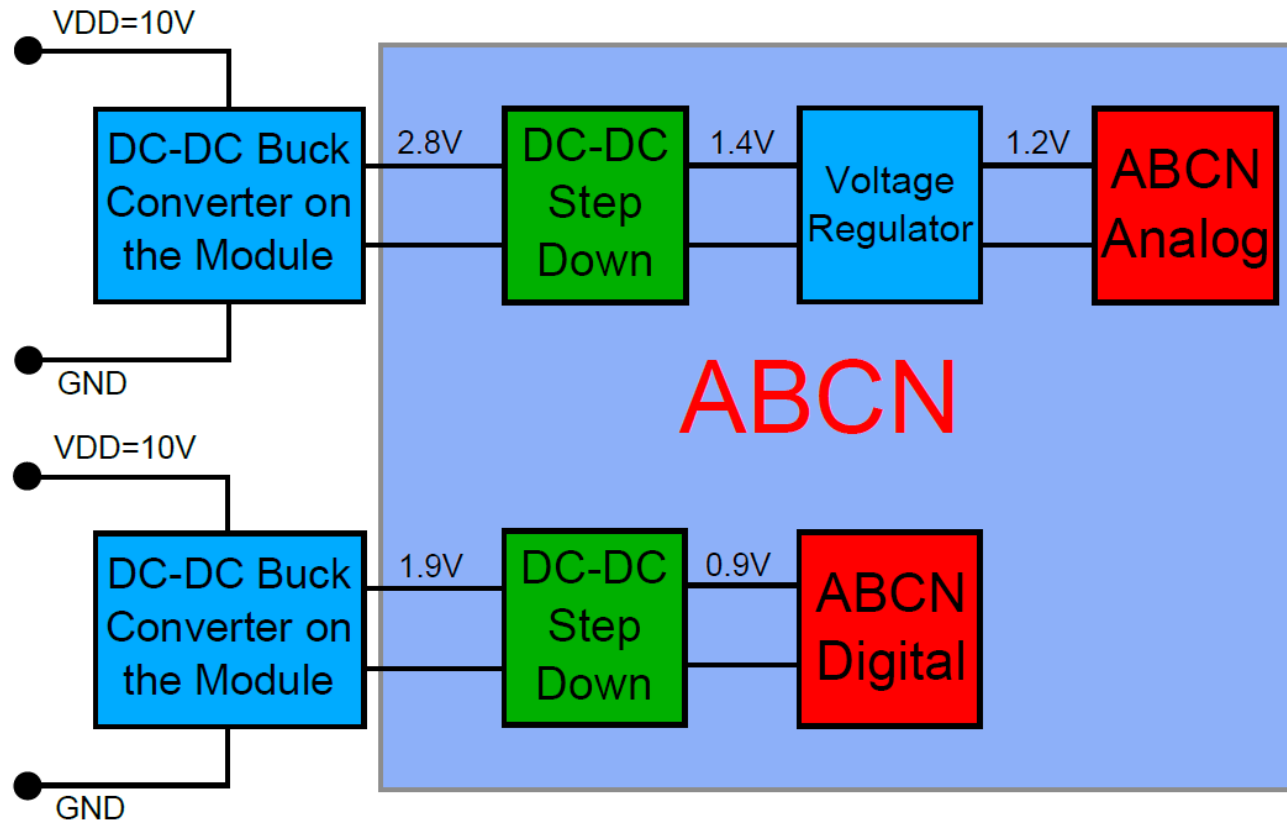 VDD=10V
DC-DC Buck
Converter on
the Module
GND
2.8V
DC-DC
Step
Down
1.4V
Voltage
Regulator
1.2V
ABCN
Analog
ABCN
VDD=10V
DC-DC Buck
Converter on
the Module
GND
1.9V
DC-DC
Step
Down
0.9V
ABCN
Digital